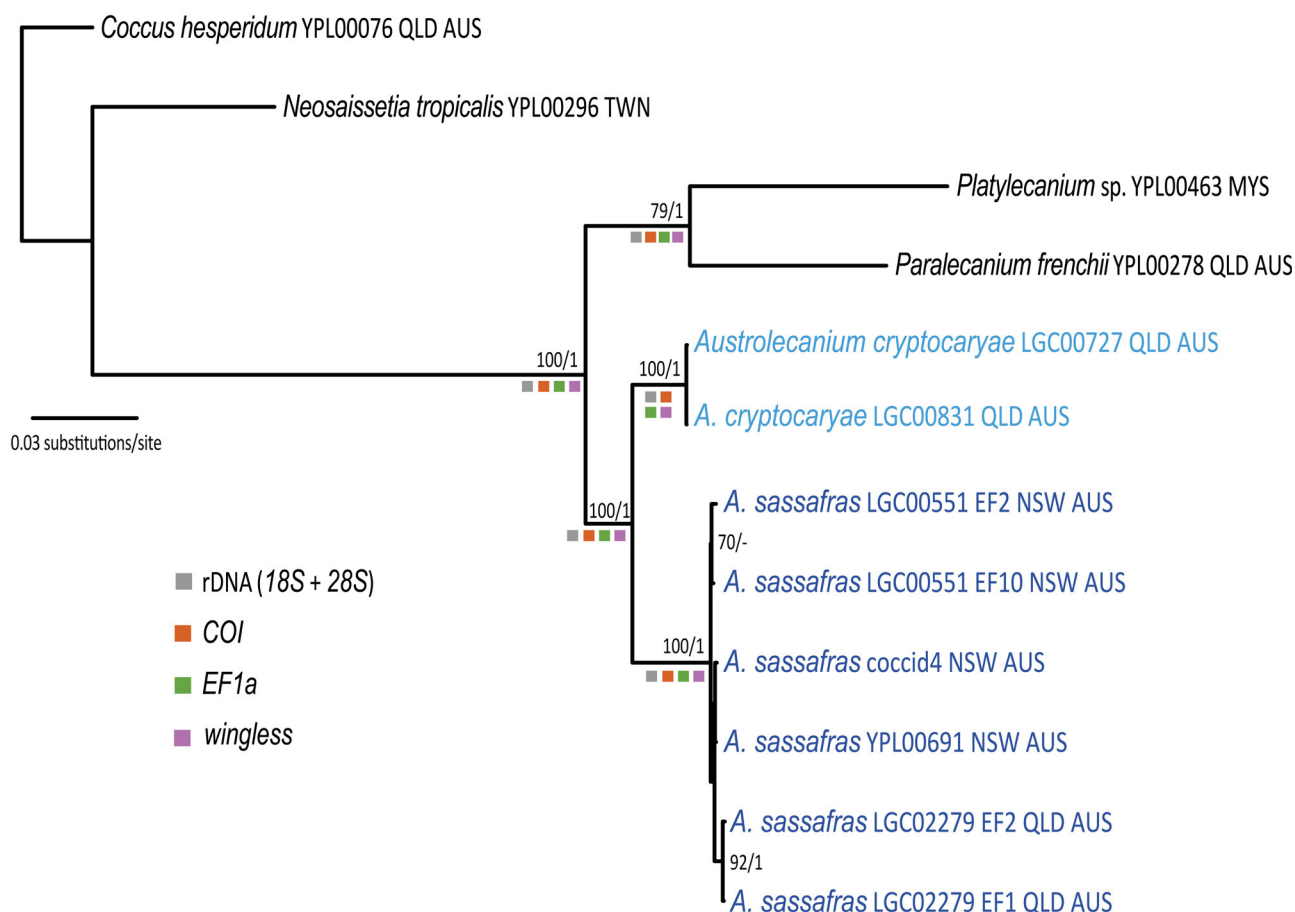 Coccus hesperidum YPL00076 QLD AUS
Neosaissetia tropicalis YPL00296 TWN
Platylecanium sp. YPL00463 MYS
79/1
Paralecanium frenchii YPL00278 QLD AUS
Austrolecanium cryptocaryae LGC00727 QLD AUS
100/1
100/1
A. cryptocaryae LGC00831 QLD AUS
0.03 substitutions/site
A. sassafras LGC00551 EF2 NSW AUS
100/1
70/-
A. sassafras LGC00551 EF10 NSW AUS
rDNA (18S + 28S)
COI
100/1
A. sassafras coccid4 NSW AUS
EF1a
wingless
A. sassafras YPL00691 NSW AUS
A. sassafras LGC02279 EF2 QLD AUS
92/1
A. sassafras LGC02279 EF1 QLD AUS